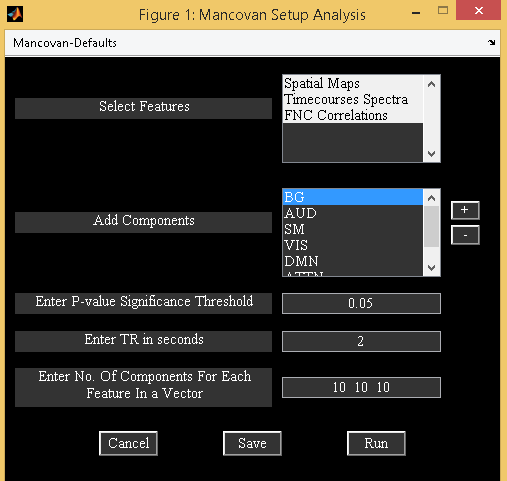 Figure 1: Mancovan Setup Analysis
Mancovan-Defaults
Select Features
Spatial Maps
Timecourses Spectra
FNC Correlations
Add Components
BG
AUD
SM
VIS
DMN
ATTN
+
-
Enter P-value Significance Threshold
0.05
Enter TR in seconds
2
Enter No. Of Components For Each
Feature In a Vector
10 10 10
Cancel
Save
Run